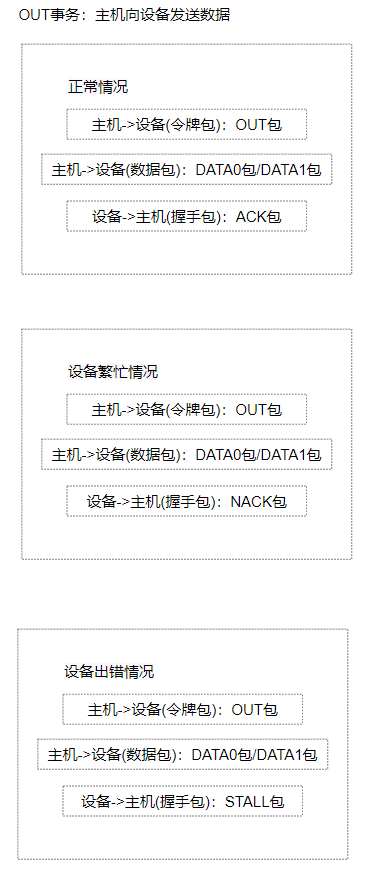 OUT事务：主机向设备发送数据
正常情况
主机->设备(令牌包)：OUT包
主机->设备(数据包)：DATA0包/DATA1包
设备->主机(握手包)：ACK包
设备繁忙情况
主机->设备(令牌包)：OUT包
主机->设备(数据包)：DATA0包/DATA1包
设备->主机(握手包)：NACK包
设备出错情况
主机->设备(令牌包)：OUT包
主机->设备(数据包)：DATA0包/DATA1包
设备->主机(握手包)：STALL包